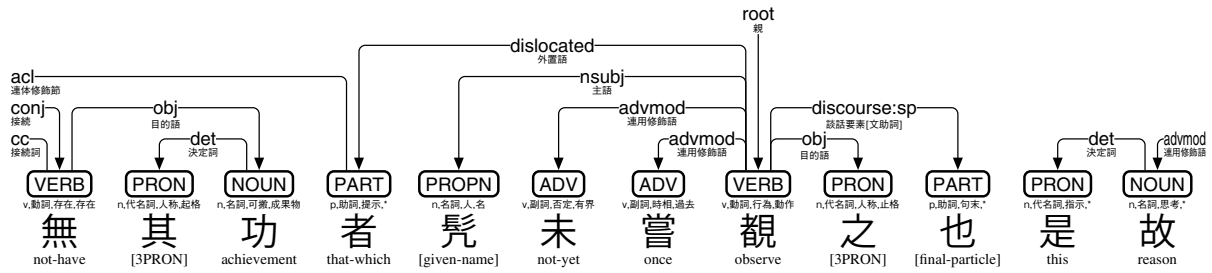 root
親
dislocated
外置語
acl
連体修飾節
nsubj
主語
conj
接続
obj
目的語
advmod
連用修飾語
discourse:sp
談話要素[文助詞]
cc
接続詞
det
決定詞
advmod
連用修飾語
obj
目的語
det
決定詞
advmod
連用修飾語
VERB PRON NOUN PART PROPN ADV ADV VERB PRON PART PRON NOUN
v,動詞,存在,存在 n,代名詞,人称,起格 n,名詞,可搬,成果物 p,助詞,提示,* n,名詞,人,名 v,副詞,否定,有界 v,副詞,時相,過去 v,動詞,行為,動作 n,代名詞,人称,止格 p,助詞,句末,* n,代名詞,指示,* n,名詞,思考,*
無 其 功 者 髠 未 嘗 覩 之 也 是 故
not-have [3PRON] achievement that-which [given-name] not-yet once observe [3PRON] [final-particle] this reason